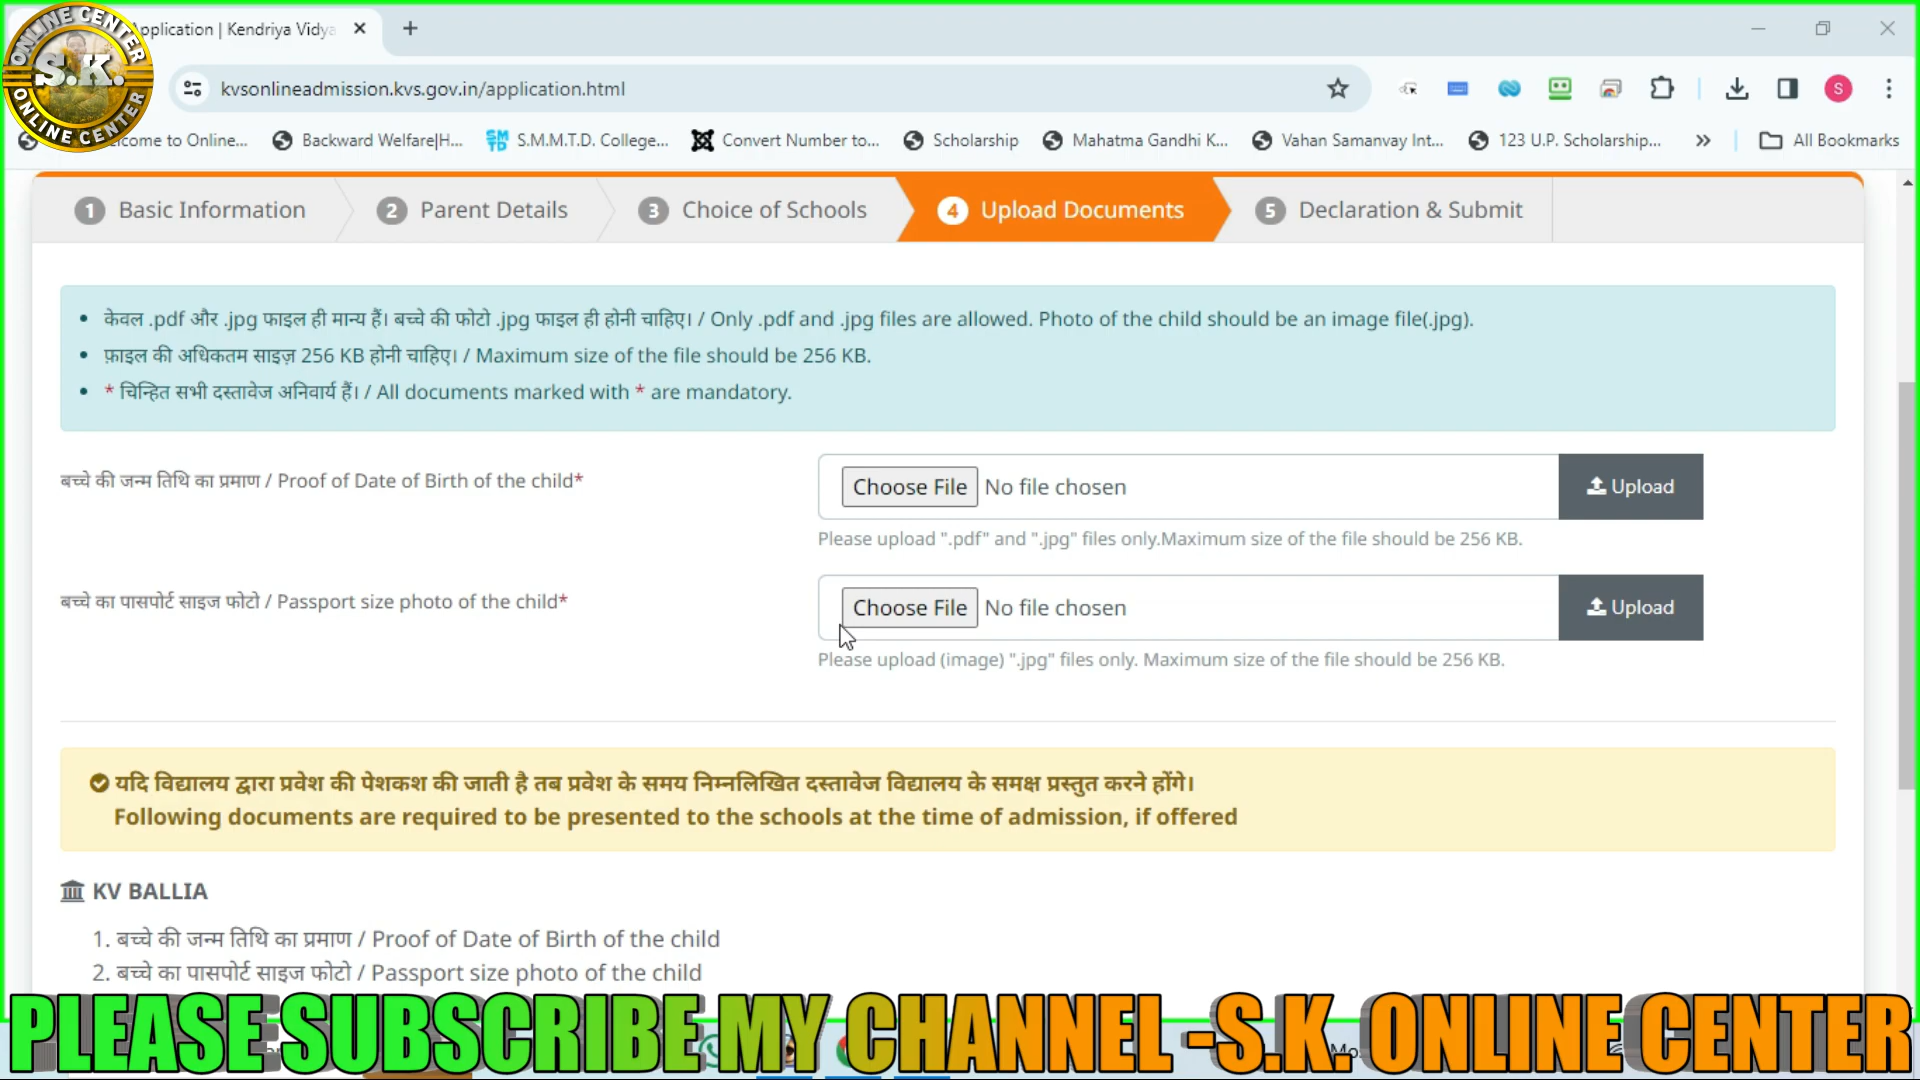 ONLINE CENTER
S.K.
ONLINE CENTER
pplication | Kendriya Vidya
kvsonlineadmission.kvs.gov.in/application.html
S
come to Online...
Backward Welfare|H...
S.M.M.T.D. College...
Convert Number to...
Scholarship
Mahatma Gandhi K...
Vahan Samanvay Int...
123 U.P. Scholarship...
All Bookmarks
1 Basic Information
2 Parent Details
3 Choice of Schools
4 Upload Documents
5 Declaration & Submit
• केवल .pdf और .jpg फाइल ही मान्य हैं। बच्चे की फोटो .jpg फाइल ही होनी चाहिए। / Only .pdf and .jpg files are allowed. Photo of the child should be an image file(.jpg).
• फ़ाइल की अधिकतम साइज़ 256 KB होनी चाहिए। / Maximum size of the file should be 256 KB.
• * चिन्हित सभी दस्तावेज अनिवार्य हैं। / All documents marked with * are mandatory.
बच्चे की जन्म तिथि का प्रमाण / Proof of Date of Birth of the child*
Choose File No file chosen
Upload
Please upload ".pdf" and ".jpg" files only.Maximum size of the file should be 256 KB.
बच्चे का पासपोर्ट साइज फोटो / Passport size photo of the child*
Choose File No file chosen
Upload
Please upload (image) ".jpg" files only. Maximum size of the file should be 256 KB.
यदि विद्यालय द्वारा प्रवेश की पेशकश की जाती है तब प्रवेश के समय निम्नलिखित दस्तावेज विद्यालय के समक्ष प्रस्तुत करने होंगे।
Following documents are required to be presented to the schools at the time of admission, if offered
KV BALLIA
1. बच्चे की जन्म तिथि का प्रमाण / Proof of Date of Birth of the child
2. बच्चे का पासपोर्ट साइज फोटो / Passport size photo of the child
PLEASE SUBSCRIBE MY CHANNEL -S.K. ONLINE CENTER